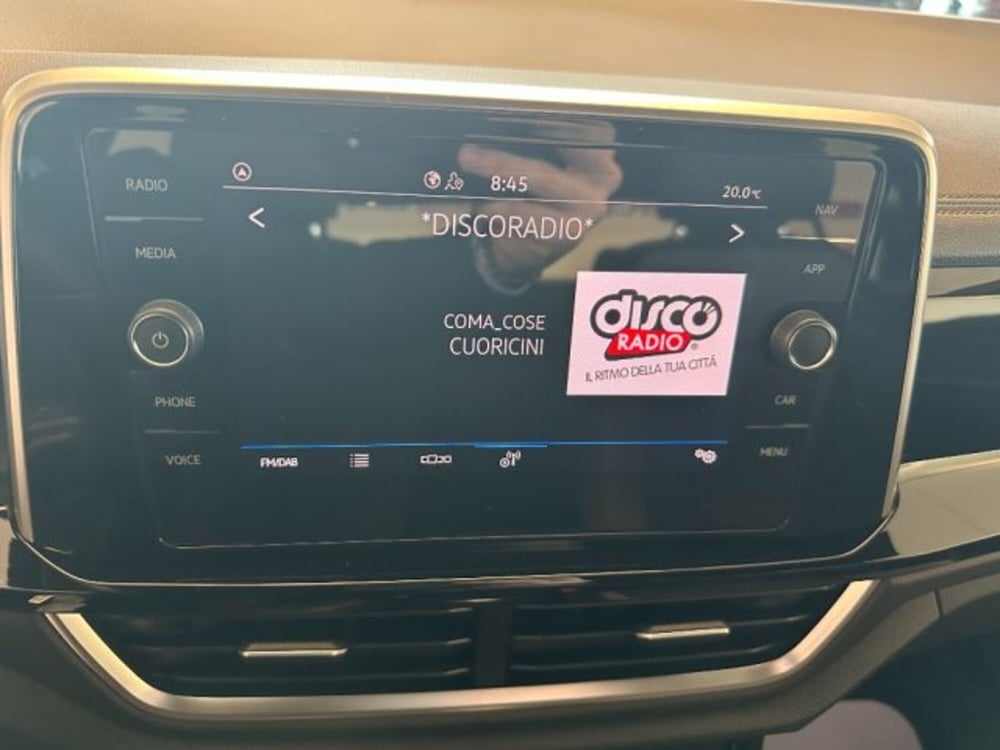 RADIO
MEDIA
PHONE
VOICE
8:45
20.0℃
< *DISCORADIO* >
COMA_COSE
CUORICINI
disco
RADIO®
IL RITMO DELLA TUA CITTÀ
FM/DAB
NAV
APP
CAR
MENU